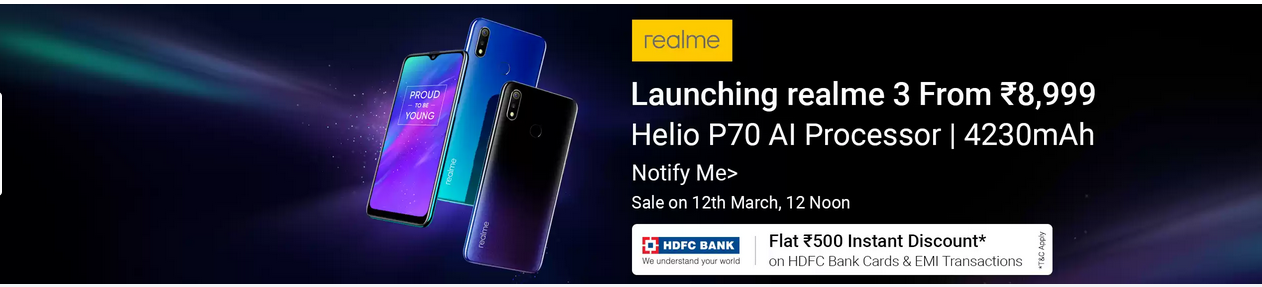 realme
Launching realme 3 From ₹8,999
Helio P70 AI Processor | 4230mAh
Notify Me>
Sale on 12th March, 12 Noon
HDFC BANK
We understand your world
Flat ₹500 Instant Discount*
on HDFC Bank Cards & EMI Transactions
*T&C Apply
PROUD
TO BE
YOUNG
realme
realme